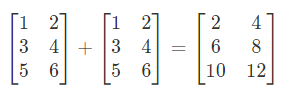 [1 2] [1 2] [2 4]
[3 4] + [3 4] = [6 8]
[5 6] [5 6] [10 12]